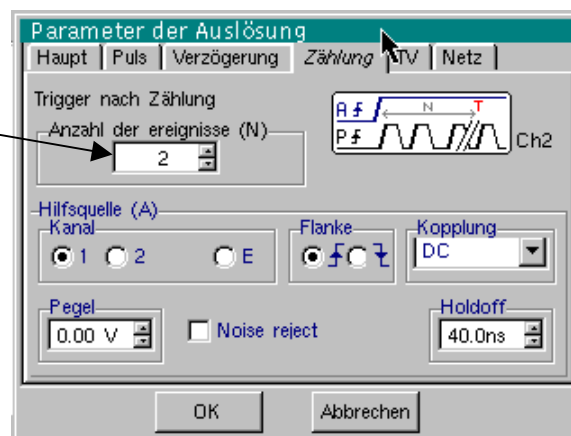 Parameter der Auslösung
Haupt Puls Verzögerung Zählung TV Netz
Trigger nach Zählung
Anzahl der ereignisse (N)
2
A N T
P
Ch2
Hilfsquelle (A)
Kanal
1 2 E
Flanke
Kopplung
DC
Pegel
0.00 V
Noise reject
Holdoff
40.0ns
OK Abbrechen